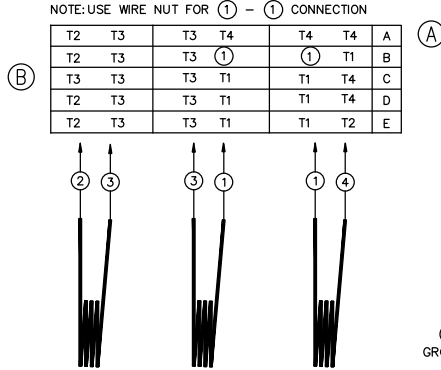 NOTE: USE WIRE NUT FOR 1 - 1 CONNECTION
T2 T3 T3 T4 T4 T4 A
T2 T3 T3 1 1 T1 B
T3 T3 T3 T1 T1 T4 C
T2 T3 T3 T1 T1 T4 D
T2 T3 T3 T1 T1 T2 E
A
B
2 3 3 1 1 4